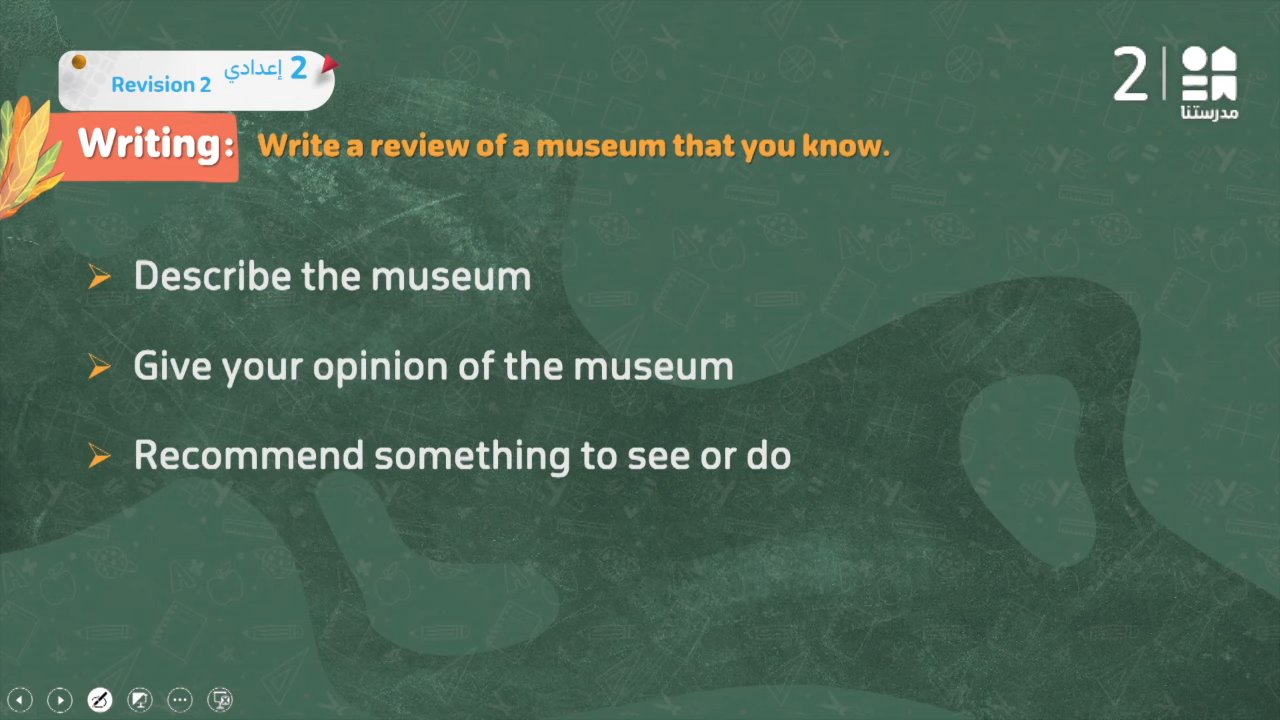 2 إعدادي
Revision 2
2
مدرستنا
Writing: Write a review of a museum that you know.
Describe the museum
Give your opinion of the museum
Recommend something to see or do